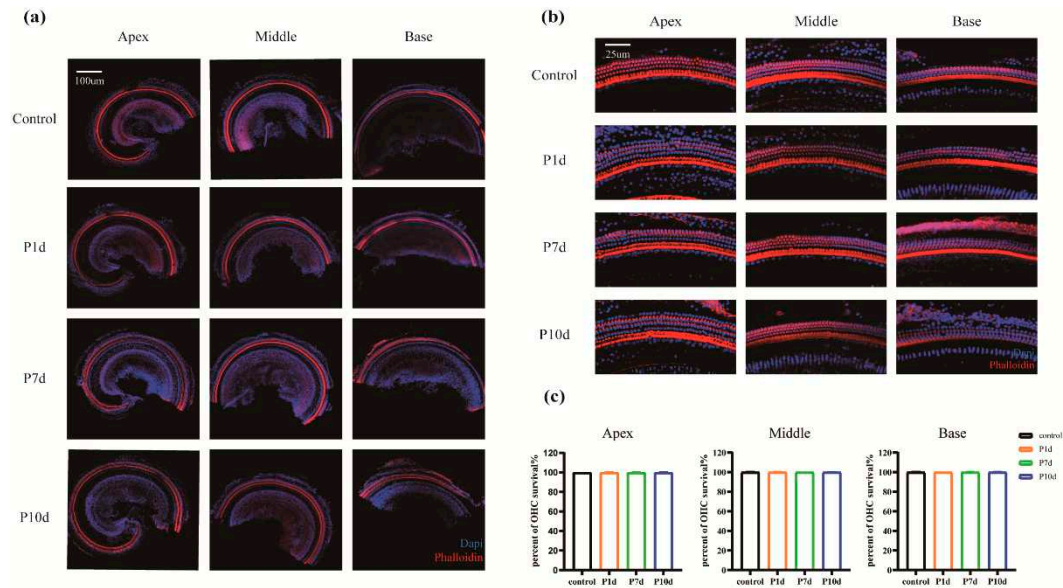 (a)
Apex
Middle
Base
100um
Control
P1d
P7d
P10d
Dapi
Phalloidin
(b)
Apex
Middle
Base
25um
Control
P1d
P7d
P10d
Dapi
Phalloidin
(c)
Apex
percent of OHC survival%
120
100
80
60
40
20
0
control P1d P7d P10d
Middle
percent of OHC survival%
120
100
80
60
40
20
0
control P1d P7d P10d
Base
percent of OHC survival%
120
100
80
60
40
20
0
control P1d P7d P10d
control
P1d
P7d
P10d